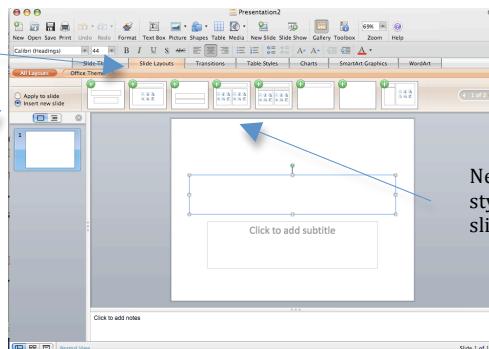 Presentation2
New Open Save Print Undo Redo Format Text Box Picture Shapes Table Media New Slide Slide Show Gallery Toolbox Zoom Help
69%
Calibri (Headings) 44 B I U S ABC A A A
Slide Layouts Transitions Table Styles Charts SmartArt Graphics WordArt
All Layouts Office Theme
Apply to slide
Insert new slide
1 of 2
1
Click to add subtitle
Click to add notes
Normal View Slide 1 of 1